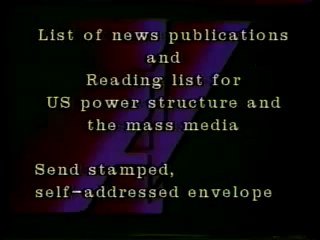 List of news publications
and
Reading list for
US power structure and
the mass media
Send stamped,
self-addressed envelope